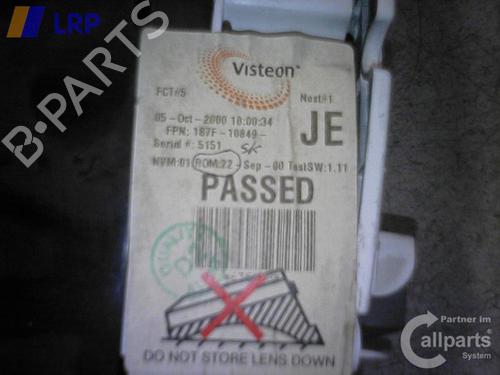 LRP
B-PARTS
Visteon
FCT#5 Nest#1
05-Oct-2000 10:00:34
FPN: 187F-10849-
JE
Serial #: 5151 SK
NVM:01 ROM:22-Sep-00 TestSW:1.11
PASSED
DO NOT STORE LENS DOWN
Partner im
Callparts
System